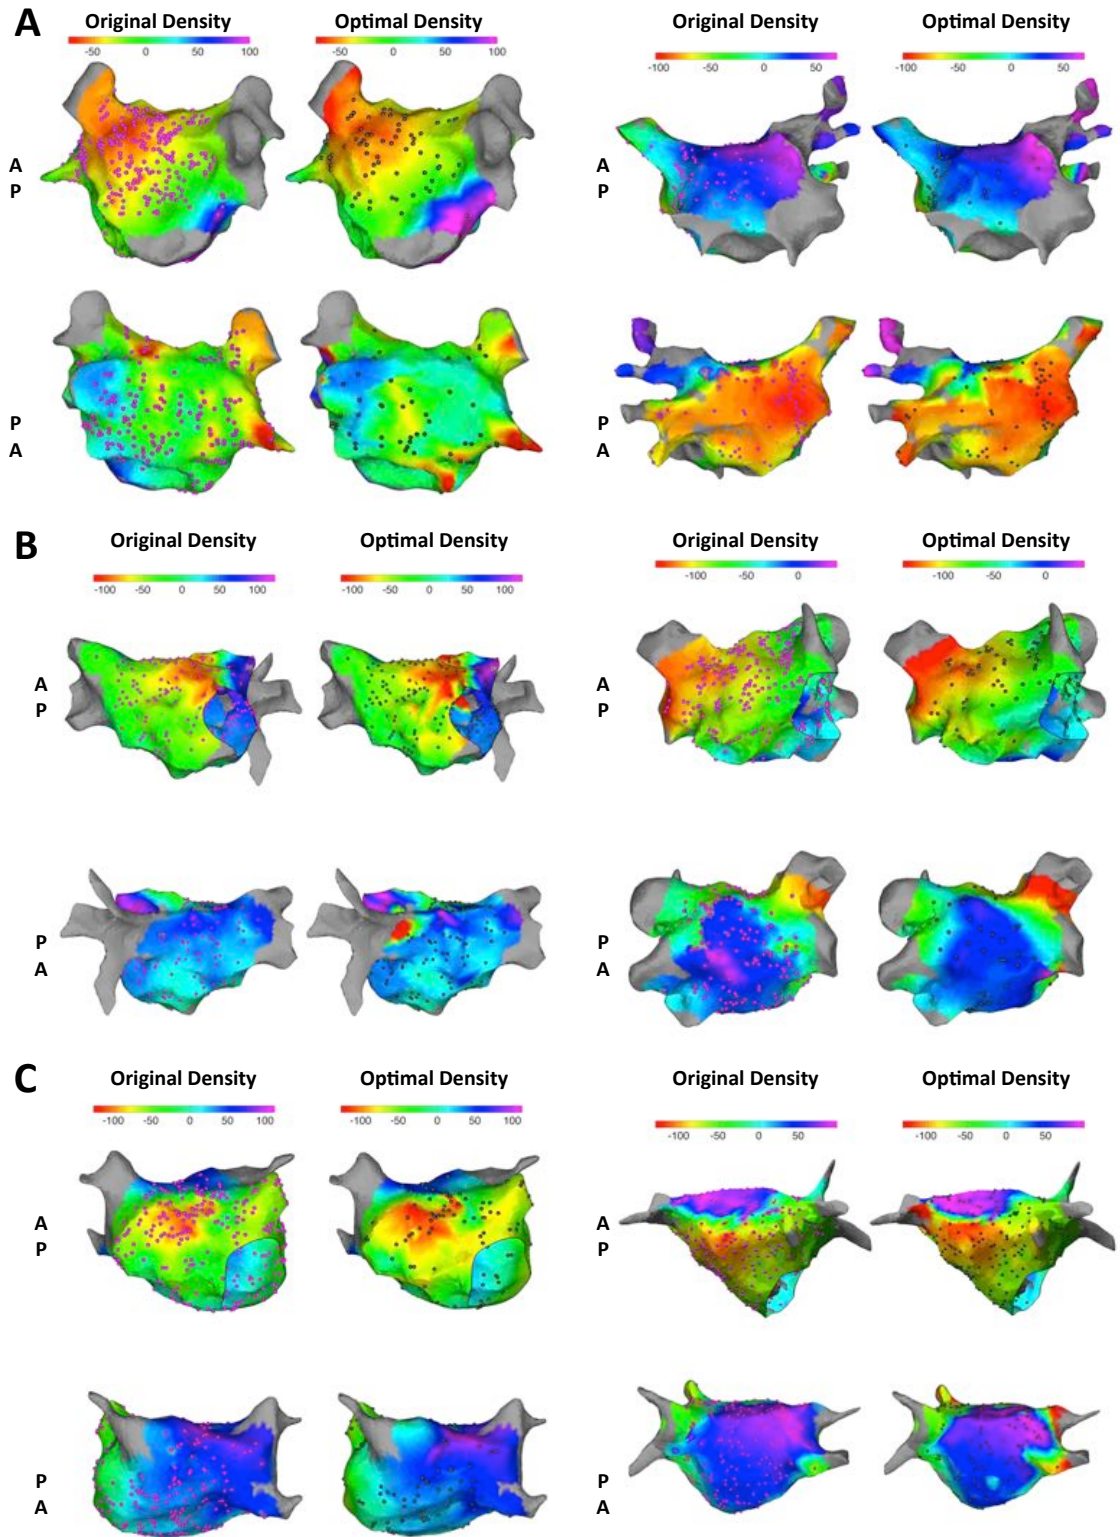 A
Original Density Optimal Density Original Density Optimal Density
-50 0 50 100 -50 0 50 100 -100 -50 0 50 -100 -50 0 50
A
P
A
P
P
A
P
A
B
Original Density Optimal Density Original Density Optimal Density
-100 -50 0 50 100 -100 -50 0 50 100 -100 -50 0 -100 -50 0
A
P
A
P
P
A
P
A
C
Original Density Optimal Density Original Density Optimal Density
-100 -50 0 50 100 -100 -50 0 50 100 -100 -50 0 50 -100 -50 0 50
A
P
A
P
P
A
P
A